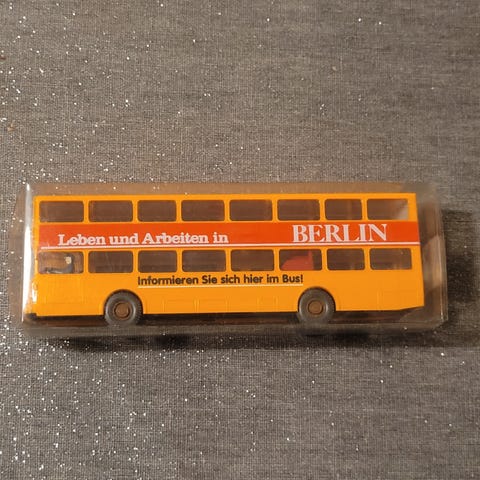 Leben und Arbeiten in BERLIN
Informieren Sie sich hier im Bus!